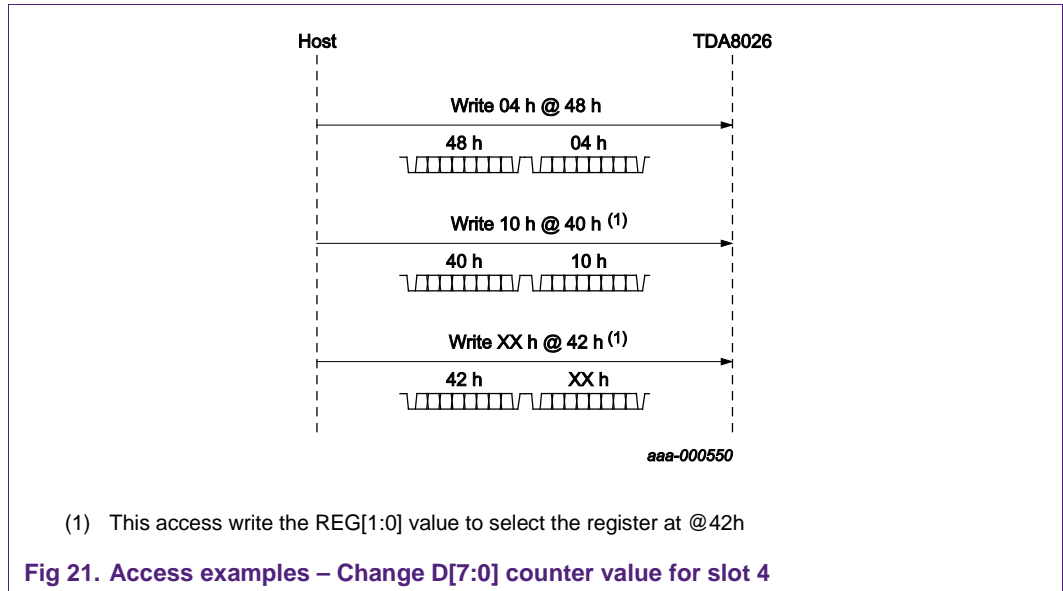 Host TDA8026
Write 04 h @ 48 h
48 h 04 h
Write 10 h @ 40 h (1)
40 h 10 h
Write XX h @ 42 h (1)
42 h XX h
aaa-000550
(1) This access write the REG[1:0] value to select the register at @42h
Fig 21. Access examples – Change D[7:0] counter value for slot 4